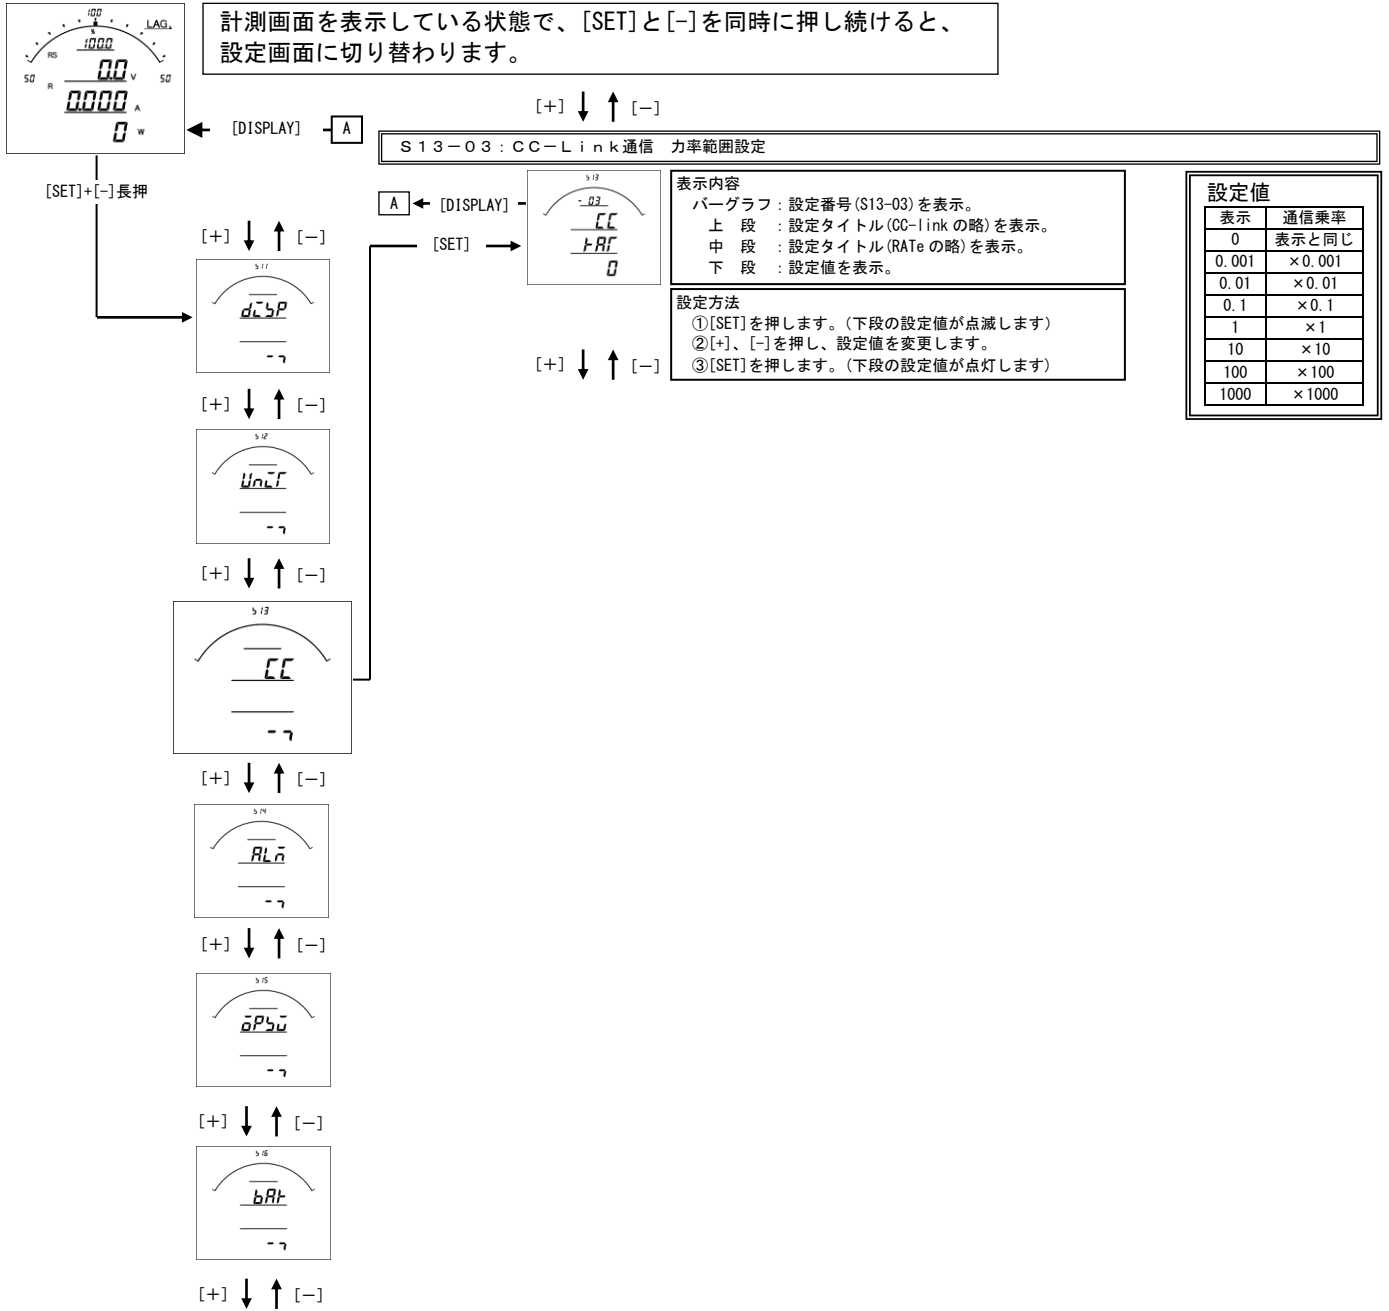 計測画面を表示している状態で、[SET]と[-]を同時に押し続けると、
設定画面に切り替わります。
100
LAG
%
100.0
RS
50
0.0 V
50
R
0.000 A
0 W
[DISPLAY]
A
[SET]+[-]長押
[+] [-]
S13-03:CC-Link通信 力率範囲設定
A
[DISPLAY]
[SET]
S13
-03
CC
rAT
0
表示内容
バーグラフ:設定番号(S13-03)を表示。
上 段 :設定タイトル(CC-linkの略)を表示。
中 段 :設定タイトル(RATeの略)を表示。
下 段 :設定値を表示。
設定方法
①[SET]を押します。(下段の設定値が点滅します)
②[+]、[-]を押し、設定値を変更します。
③[SET]を押します。(下段の設定値が点灯します)
[+] [-]
設定値
表示 通信乗率
0 表示と同じ
0.001 ×0.001
0.01 ×0.01
0.1 ×0.1
1 ×1
10 ×10
100 ×100
1000 ×1000
[+] [-]
S11
[+] [-]
S12
[+] [-]
S13
CC
[+] [-]
S14
[+] [-]
S15
[+] [-]
S16
[+] [-]